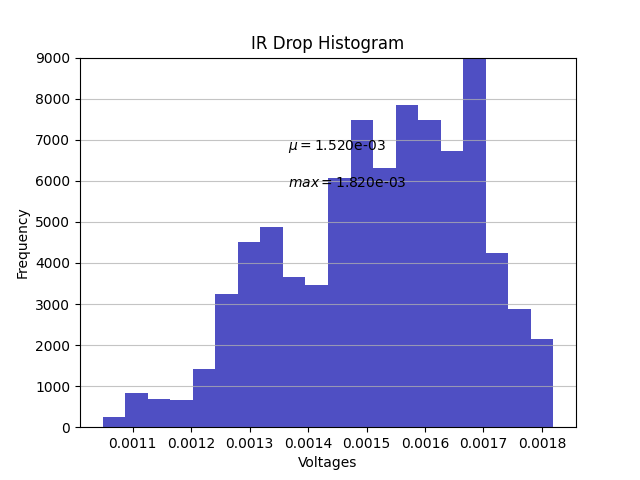 IR Drop Histogram
9000
8000
7000
6000
5000
4000
3000
2000
1000
0
Frequency
μ = 1.520e-03
max = 1.820e-03
0.0011 0.0012 0.0013 0.0014 0.0015 0.0016 0.0017 0.0018
Voltages